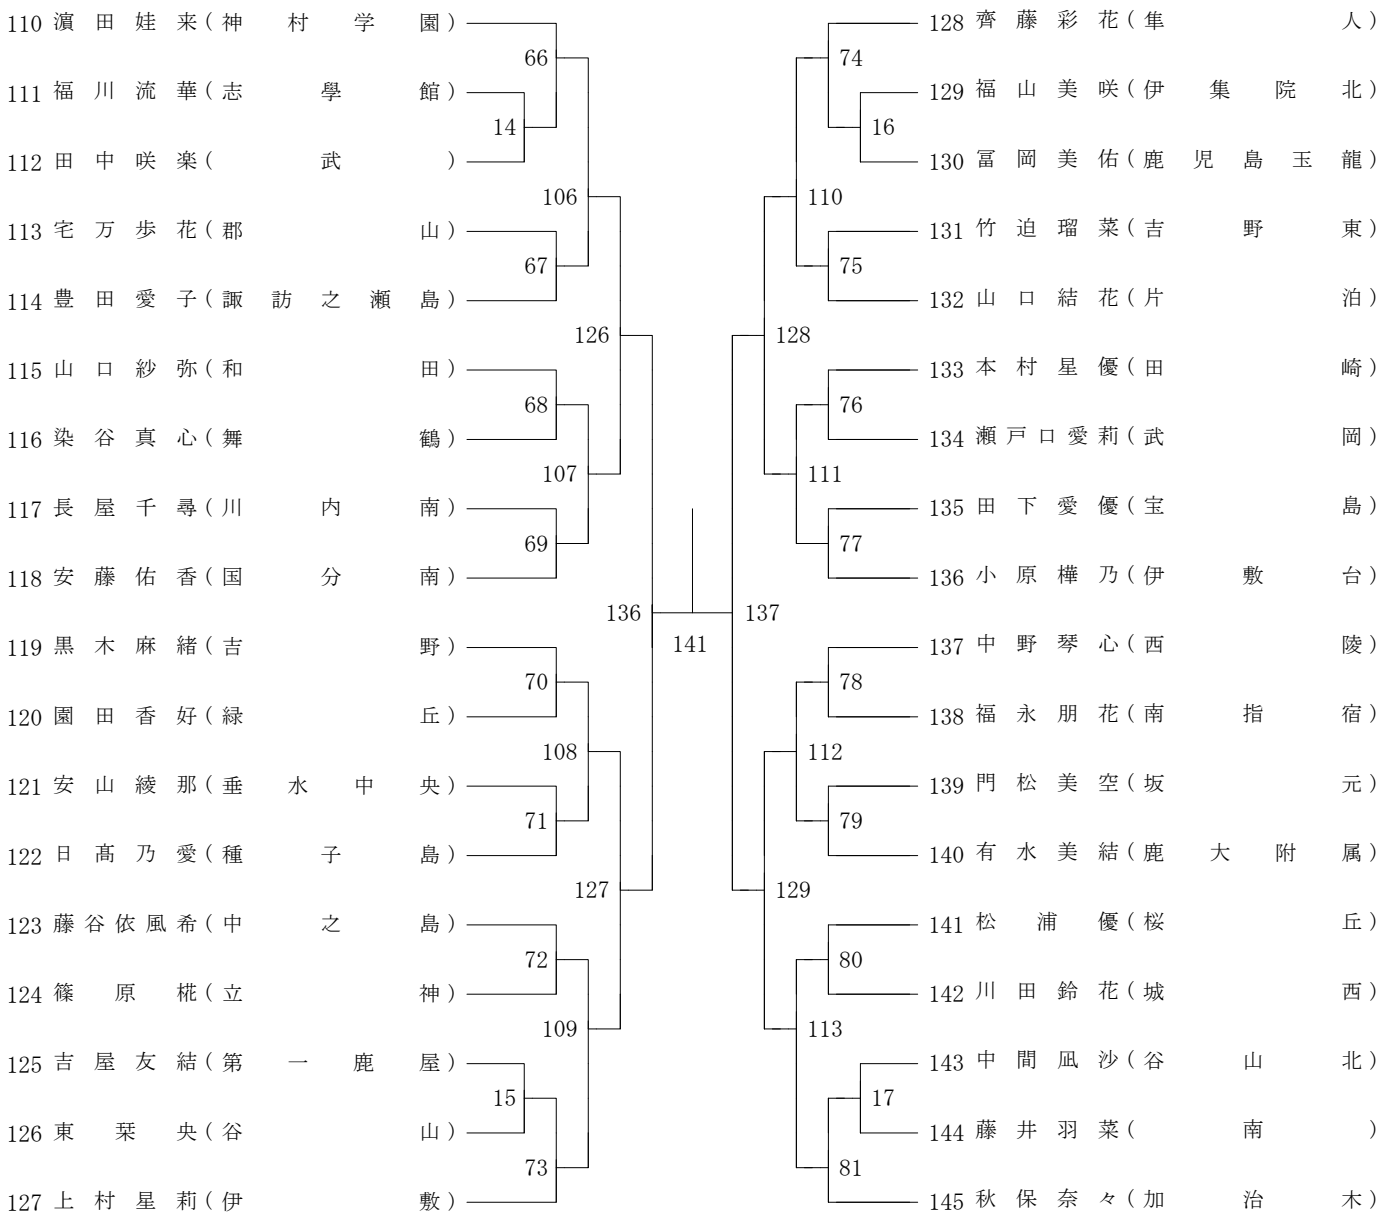 110 濵田娃来(神村学園)
66
111 福川流華(志學館)
14
112 田中咲楽(武)
106
113 宅万歩花(郡山)
67
114 豊田愛子(諏訪之瀬島)
126
115 山口紗弥(和田)
68
116 染谷真心(舞鶴)
107
117 長屋千尋(川内南)
69
118 安藤佑香(国分南)
136
119 黒木麻緒(吉野)
70
120 園田香好(緑丘)
108
121 安山綾那(垂水中央)
71
122 日髙乃愛(種子島)
127
123 藤谷依風希(中之島)
72
124 篠原椛(立神)
109
125 吉屋友結(第一鹿屋)
15
126 東栞央(谷山)
73
127 上村星莉(伊敷)
141
128 齊藤彩花(隼人)
74
129 福山美咲(伊集院北)
16
130 冨岡美佑(鹿児島玉龍)
110
131 竹迫瑠菜(吉野東)
75
132 山口結花(片泊)
128
133 本村星優(田崎)
76
134 瀬戸口愛莉(武岡)
111
135 田下愛優(宝島)
77
136 小原樺乃(伊敷台)
137
137 中野琴心(西陵)
78
138 福永朋花(南指宿)
112
139 門松美空(坂元)
79
140 有水美結(鹿大附属)
129
141 松浦優(桜丘)
80
142 川田鈴花(城西)
113
143 中間凪沙(谷山北)
17
144 藤井羽菜(南)
81
145 秋保奈々(加治木)